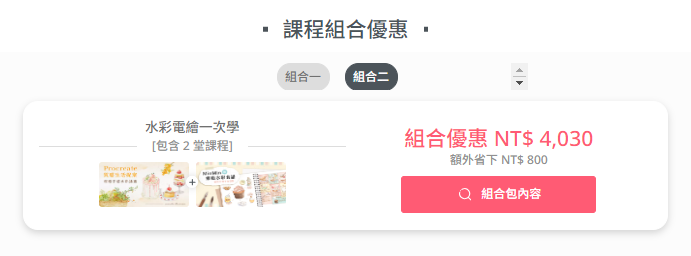 課程組合優惠
組合一
組合二
水彩電繪一次學
[包含 2 堂課程]
Procreate
+
組合優惠 NT$ 4,030
額外省下 NT$ 800
組合包內容